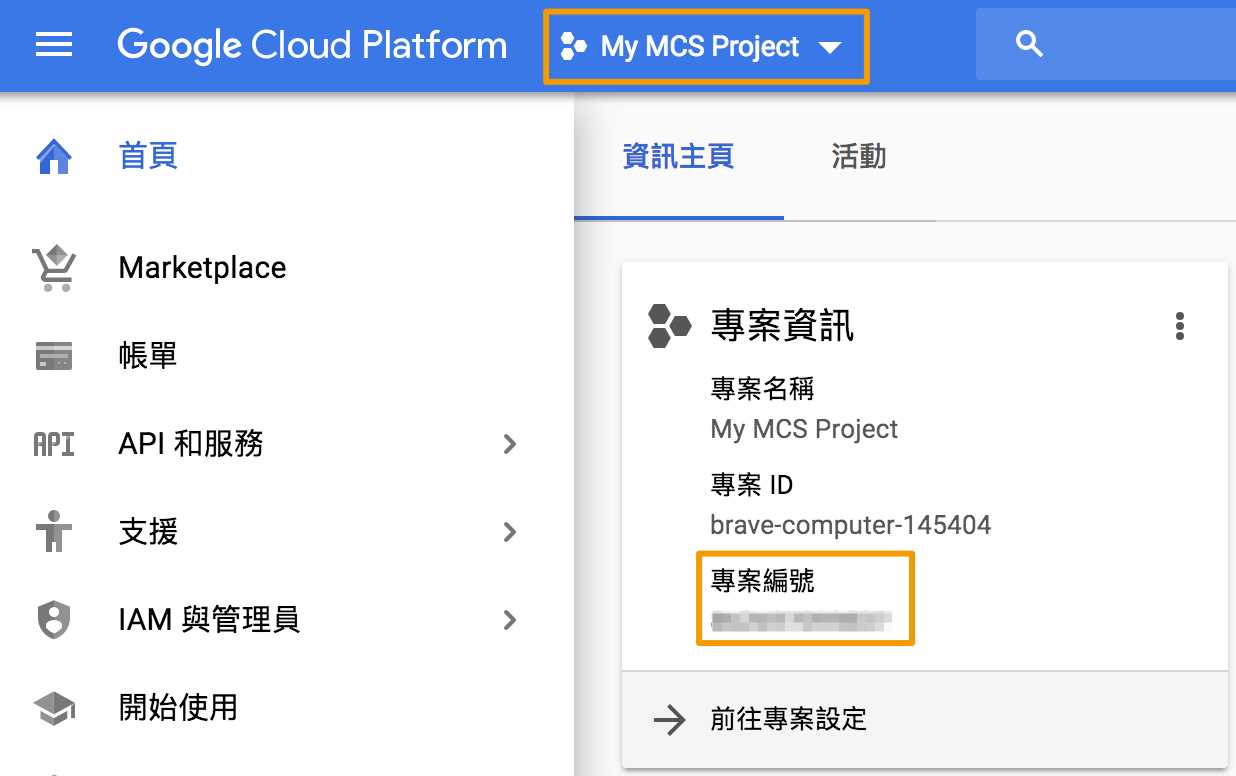 Google Cloud Platform
My MCS Project
首頁
Marketplace
帳單
API
API 和服務
支援
IAM 與管理員
開始使用
資訊主頁
活動
專案資訊
專案名稱
My MCS Project
專案 ID
brave-computer-145404
專案編號
前往專案設定